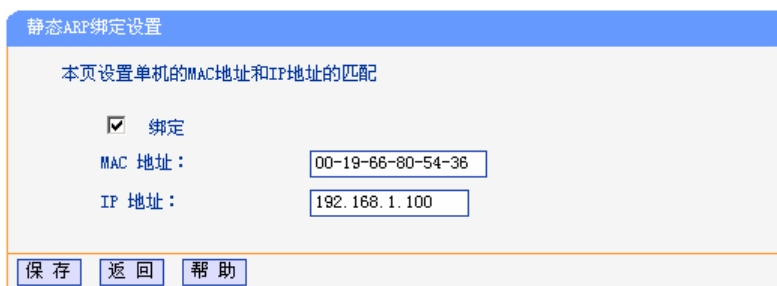 静态ARP绑定设置
本页设置单机的MAC地址和IP地址的匹配
绑定
MAC 地址： 00-19-66-80-54-36
IP 地址： 192.168.1.100
保 存 返 回 帮 助